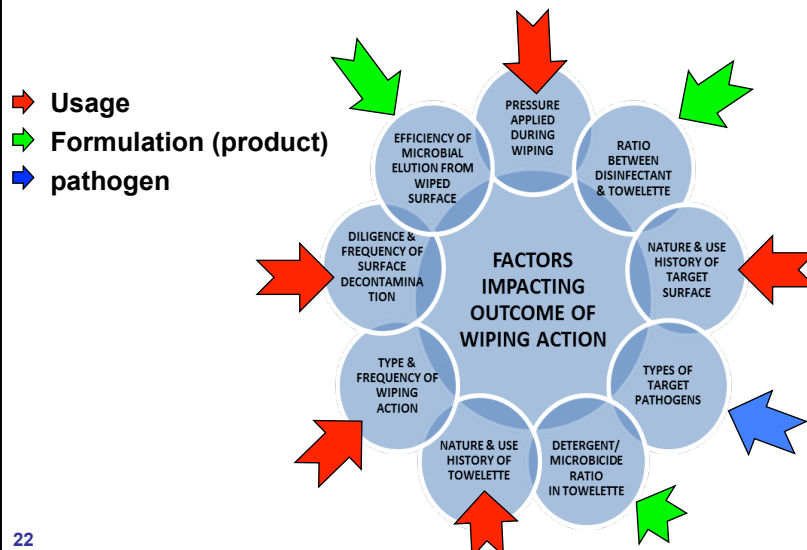 Usage
Formulation (product)
pathogen
PRESSURE
APPLIED
DURING
WIPING
EFFICIENCY OF
MICROBIAL
ELUTION FROM
WIPED
SURFACE
RATIO
BETWEEN
DISINFECTANT
& TOWELETTE
DILIGENCE &
FREQUENCY OF
SURFACE
DECONTAMINA
TION
FACTORS
IMPACTING
OUTCOME OF
WIPING ACTION
NATURE & USE
HISTORY OF
TARGET
SURFACE
TYPE &
FREQUENCY OF
WIPING
ACTION
TYPES OF
TARGET
PATHOGENS
NATURE & USE
HISTORY OF
TOWELETTE
DETERGENT/
MICROBICIDE
RATIO
IN TOWELETTE
22